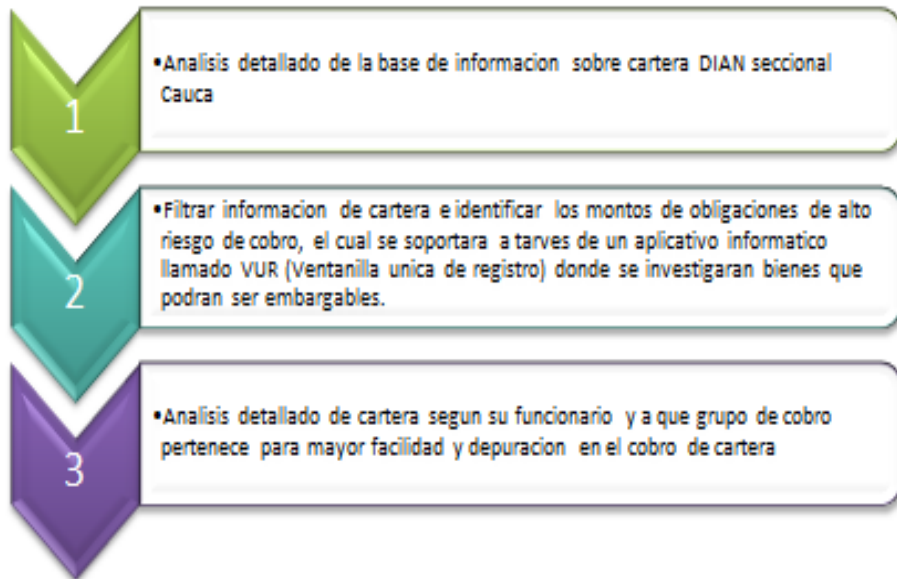 1
•Analisis detallado de la base de informacion sobre cartera DIAN seccional
Cauca
2
•Filtrar informacion de cartera e identificar los montos de obligaciones de alto
riesgo de cobro, el cual se soportara a tarves de un aplicativo informatico
llamado VUR (Ventanilla unica de registro) donde se investigaran bienes que
podran ser embargables.
3
•Analisis detallado de cartera segun su funcionario y a que grupo de cobro
pertenece para mayor facilidad y depuracion en el cobro de cartera